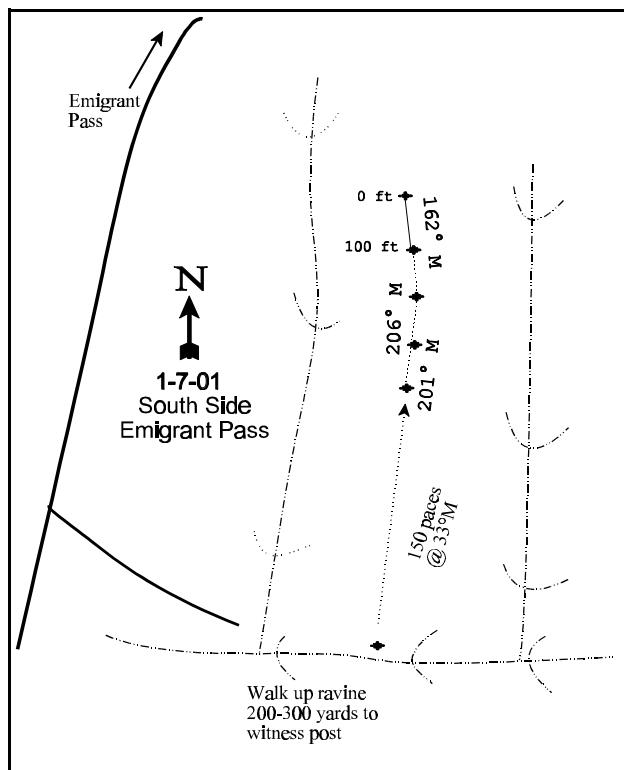 Emigrant
Pass
0 ft
162° M
100 ft
N
206° M
201° M
1-7-01
South Side
Emigrant Pass
150 paces
@ 33°M
Walk up ravine
200-300 yards to
witness post